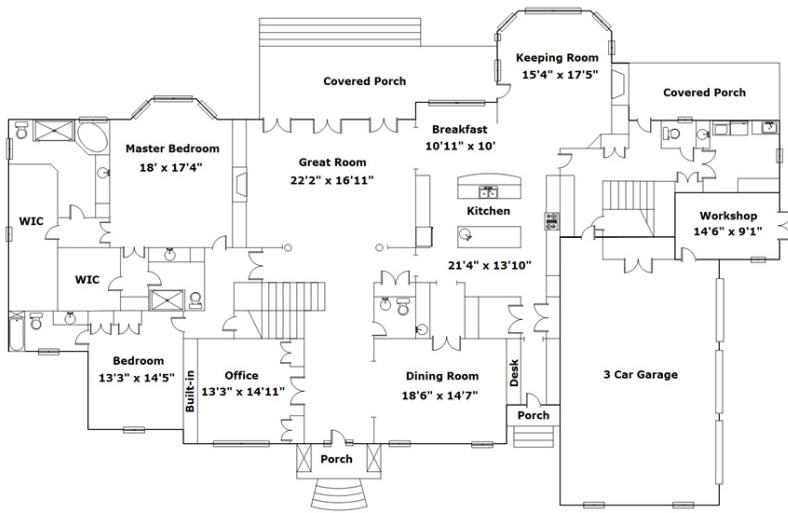 Keeping Room
15'4" x 17'5"
Covered Porch
Covered Porch
Breakfast
10'11" x 10'
Master Bedroom
18' x 17'4"
Great Room
22'2" x 16'11"
Kitchen
21'4" x 13'10"
WIC
WIC
Workshop
14'6" x 9'1"
Bedroom
13'3" x 14'5"
Built-in
Office
13'3" x 14'11"
Dining Room
18'6" x 14'7"
Desk
3 Car Garage
Porch
Porch